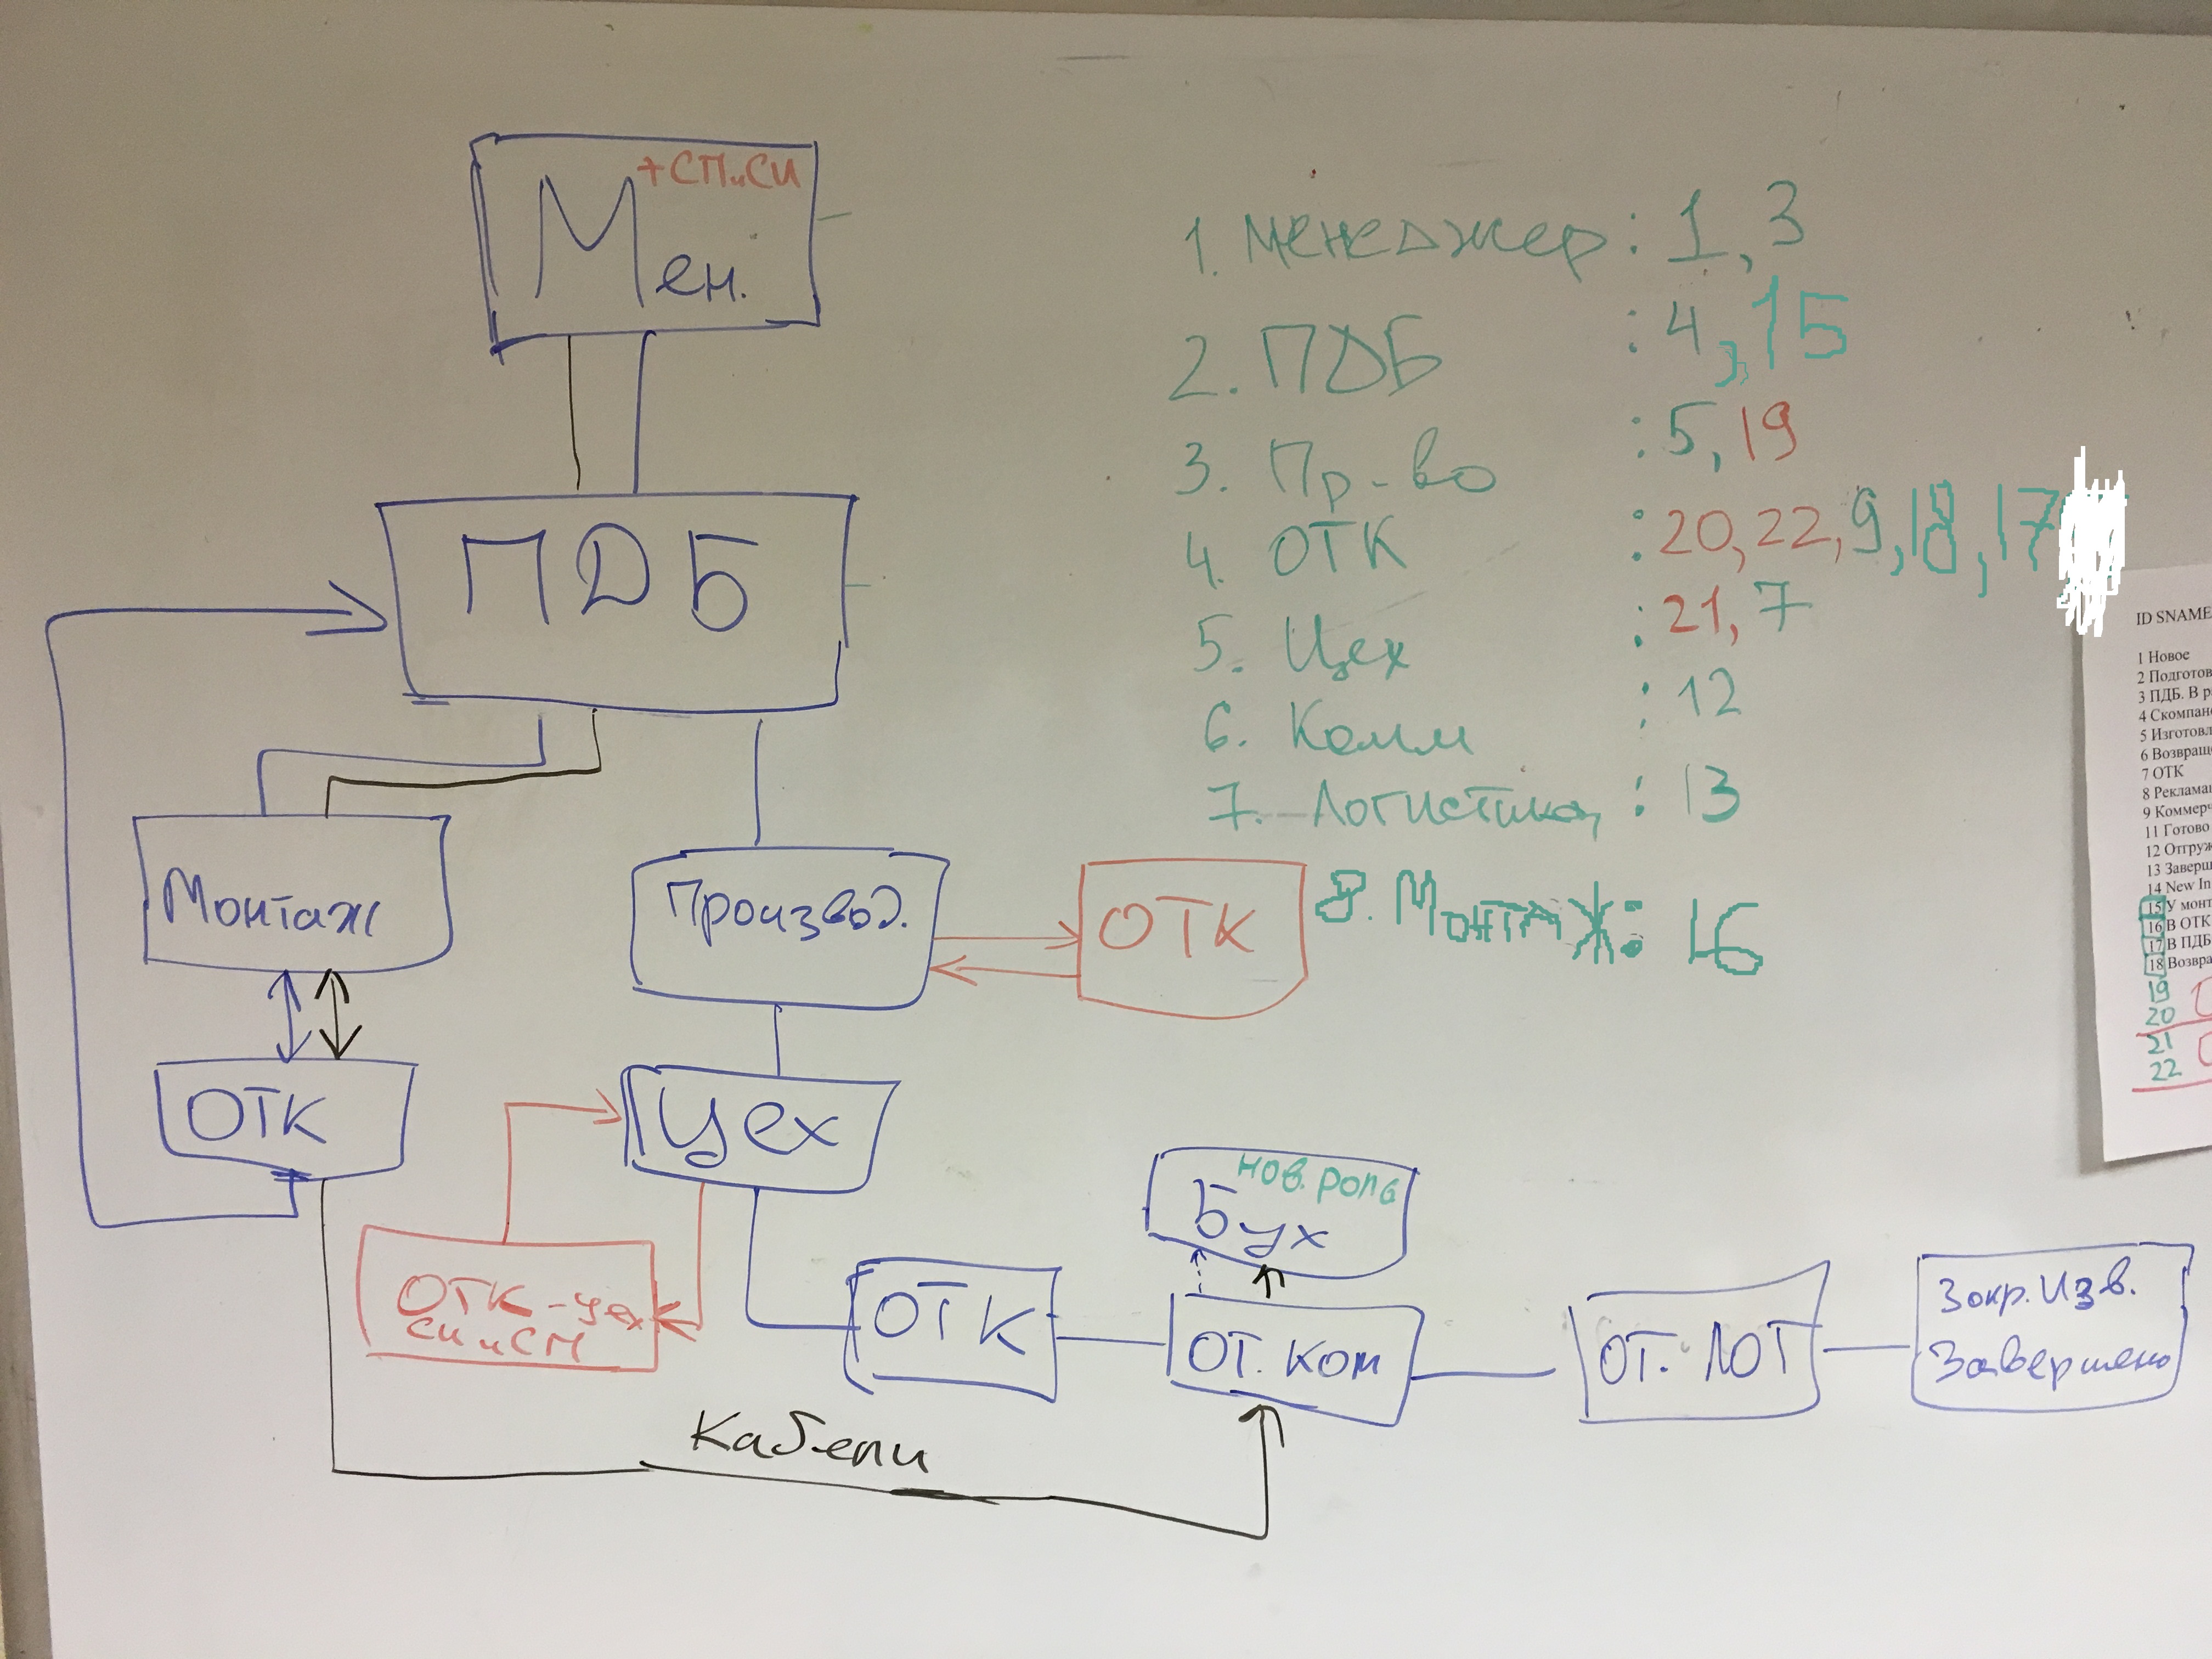 +СПиСИ
Мен.
ПДБ
Монтаж
Произвд.
ОТК
ОТК
Цех
ОТК-цех
СИиСП
ОТК
нов. роль
Бух
ОТ. КОМ
ОТ. ЛОГ
Закр. Изв.
Завершено
Кабели
1. Менеджер : 1, 3
2. ПДБ : 4, 15
3. Пр-во : 5, 19
4. ОТК : 20, 22, 9, 18, 17
5. Цех : 21, 7
6. Комм : 12
7. Логистика : 13
8. Монтаж : 16
ID SNAME
1 Новое
2 Подготов
3 ПДБ. В р
4 Скомпан
5 Изготовл
6 Возвращ
7 ОТК
8 Реклама
9 Коммерч
11 Готово
12 Отгруж
13 Заверш
14 New In
15 У монт
16 В ОТК
17 В ПДБ
18 Возвра
19
20
21
22